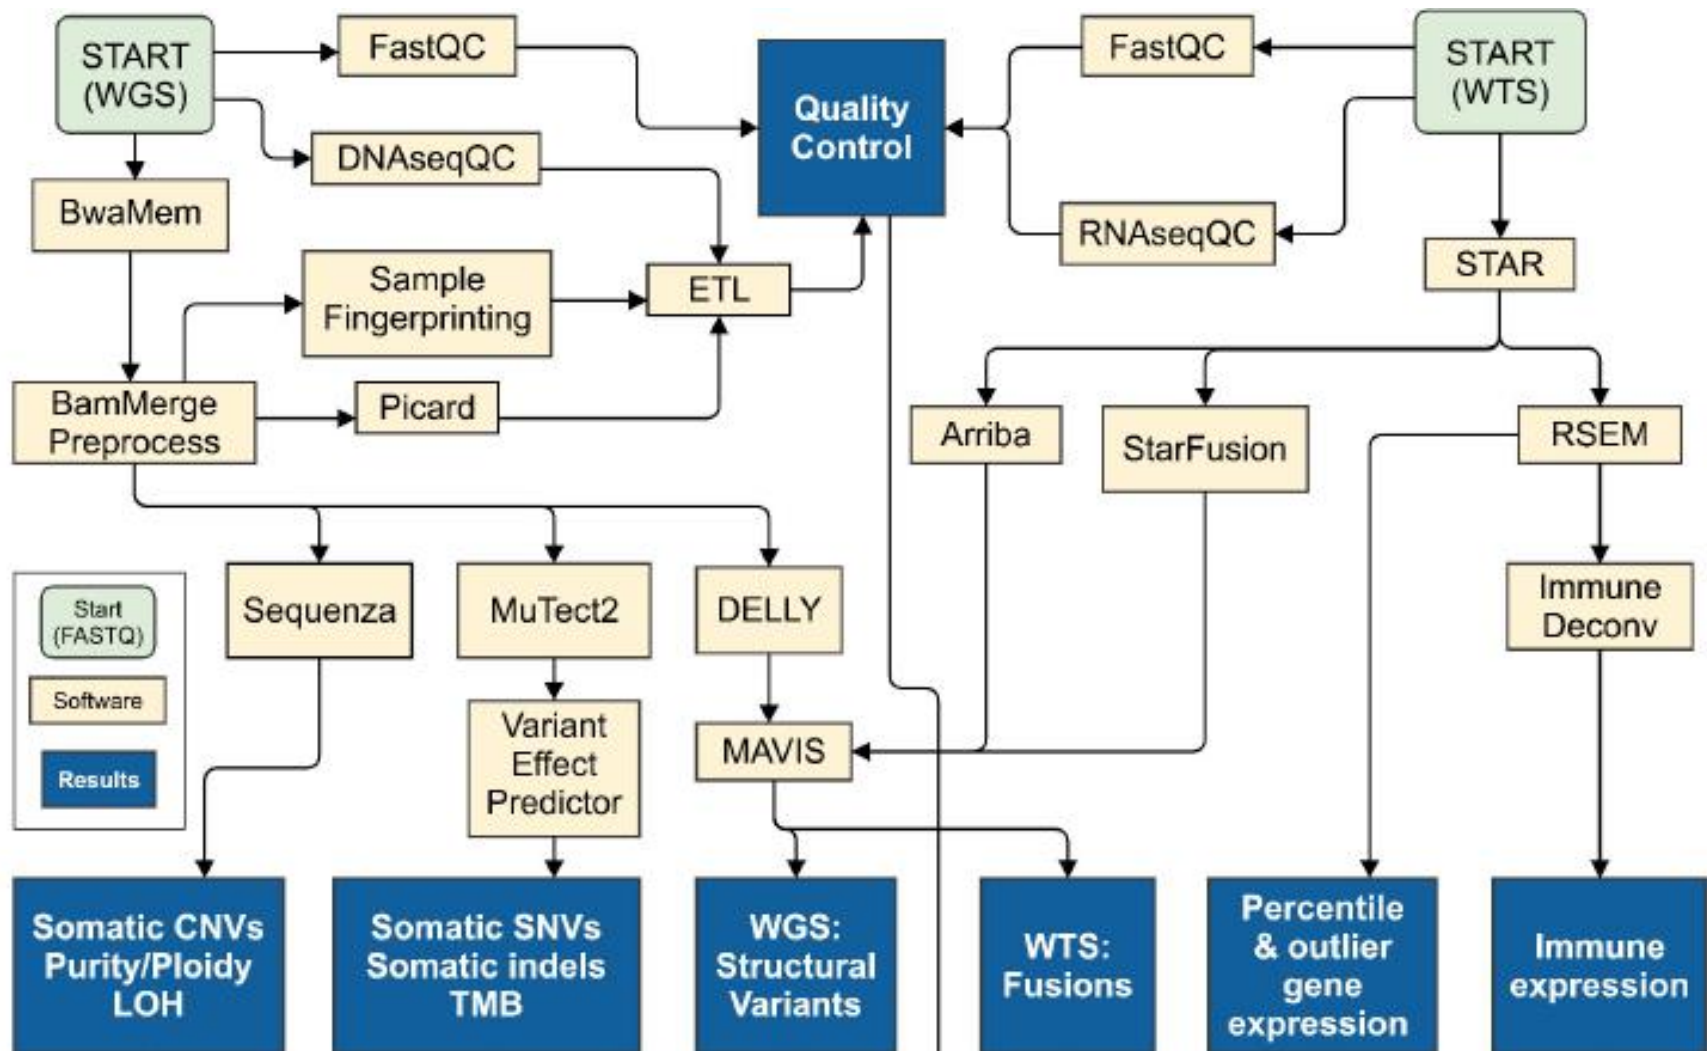 START
(WGS)
FastQC
Quality
Control
FastQC
START
(WTS)
DNAseqQC
BwaMem
RNAseqQC
STAR
Sample
Fingerprinting
ETL
BamMerge
Preprocess
Picard
Arriba
StarFusion
RSEM
Start
(FASTQ)
Software
Results
Sequenza
MuTect2
DELLY
Immune
Deconv
Variant
Effect
Predictor
MAVIS
Somatic CNVs
Purity/Ploidy
LOH
Somatic SNVs
Somatic indels
TMB
WGS:
Structural
Variants
WTS:
Fusions
Percentile
& outlier
gene
expression
Immune
expression